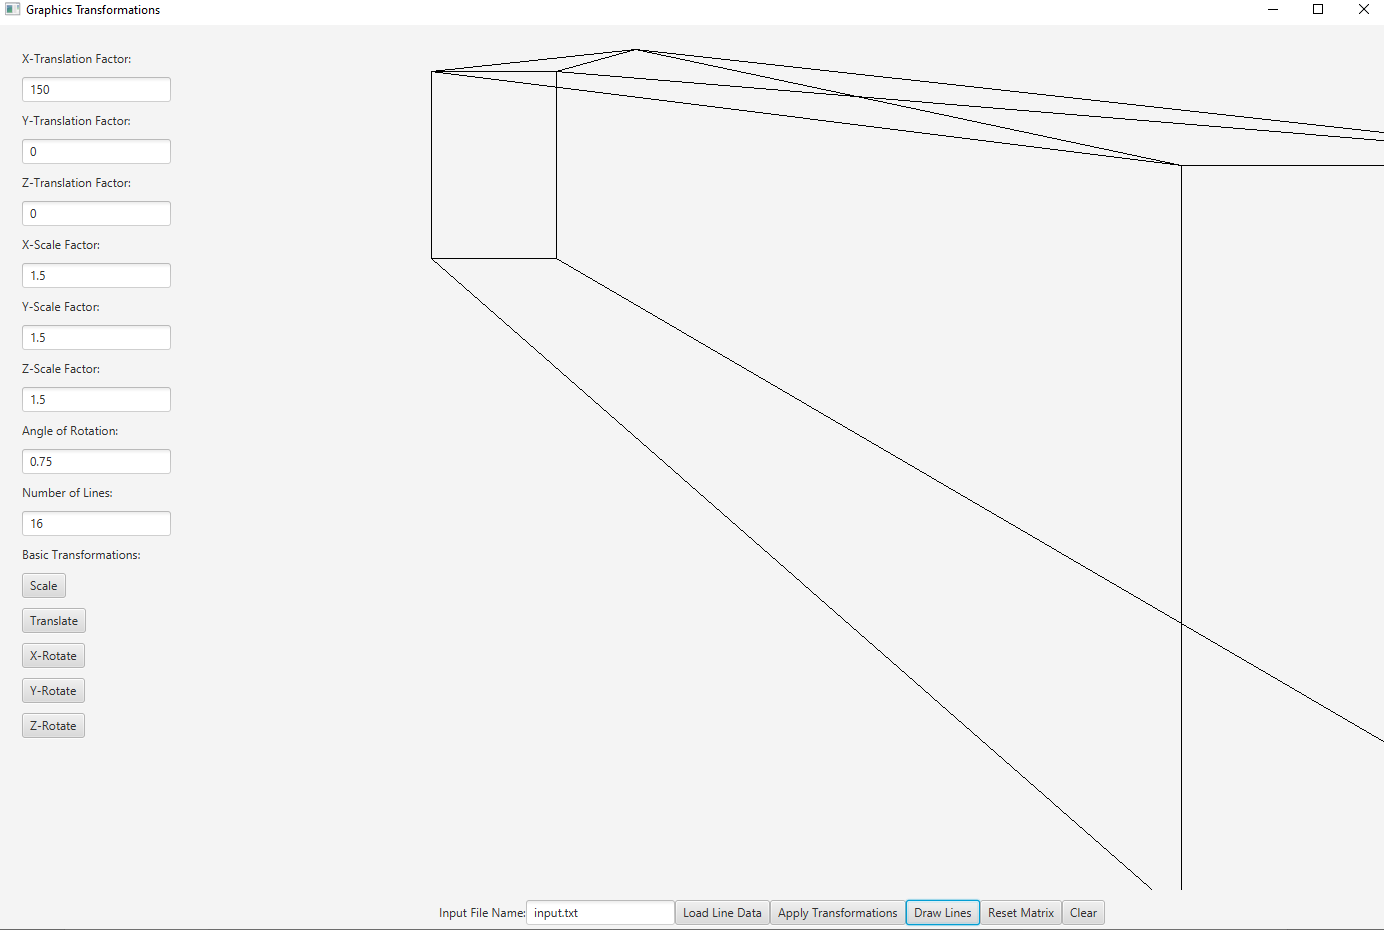 Graphics Transformations
X-Translation Factor:
150
Y-Translation Factor:
0
Z-Translation Factor:
0
X-Scale Factor:
1.5
Y-Scale Factor:
1.5
Z-Scale Factor:
1.5
Angle of Rotation:
0.75
Number of Lines:
16
Basic Transformations:
Scale
Translate
X-Rotate
Y-Rotate
Z-Rotate
Input File Name: input.txt Load Line Data Apply Transformations Draw Lines Reset Matrix Clear